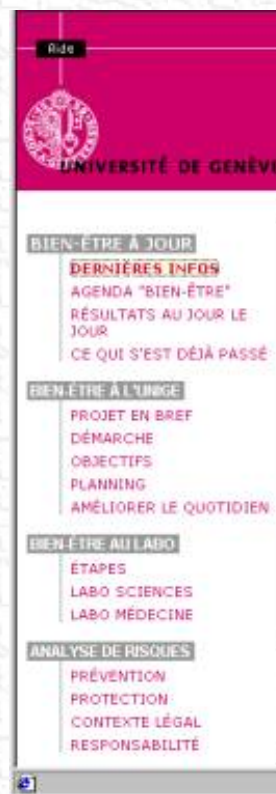 Aide
UNIVERSITÉ DE GENÈVE
BIEN-ÊTRE À JOUR
DERNIÈRES INFOS
AGENDA "BIEN-ÊTRE"
RÉSULTATS AU JOUR LE
JOUR
CE QUI S'EST DÉJÀ PASSÉ
BIEN-ÊTRE À L'UNIGE
PROJET EN BREF
DÉMARCHE
OBJECTIFS
PLANNING
AMÉLIORER LE QUOTIDIEN
BIEN-ÊTRE AU LABO
ÉTAPES
LABO SCIENCES
LABO MÉDECINE
ANALYSE DE RISQUES
PRÉVENTION
PROTECTION
CONTEXTE LÉGAL
RESPONSABILITÉ